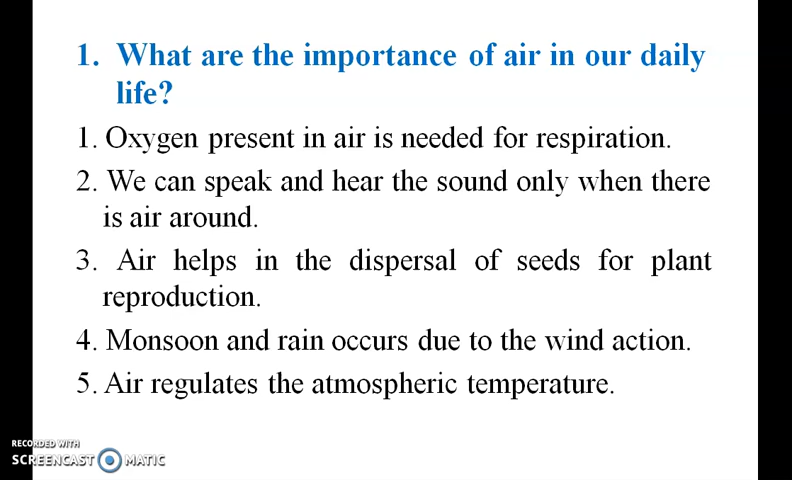 1. What are the importance of air in our daily
life?
1. Oxygen present in air is needed for respiration.
2. We can speak and hear the sound only when there
is air around.
3. Air helps in the dispersal of seeds for plant
reproduction.
4. Monsoon and rain occurs due to the wind action.
5. Air regulates the atmospheric temperature.
RECORDED WITH
SCREENCAST MATIC